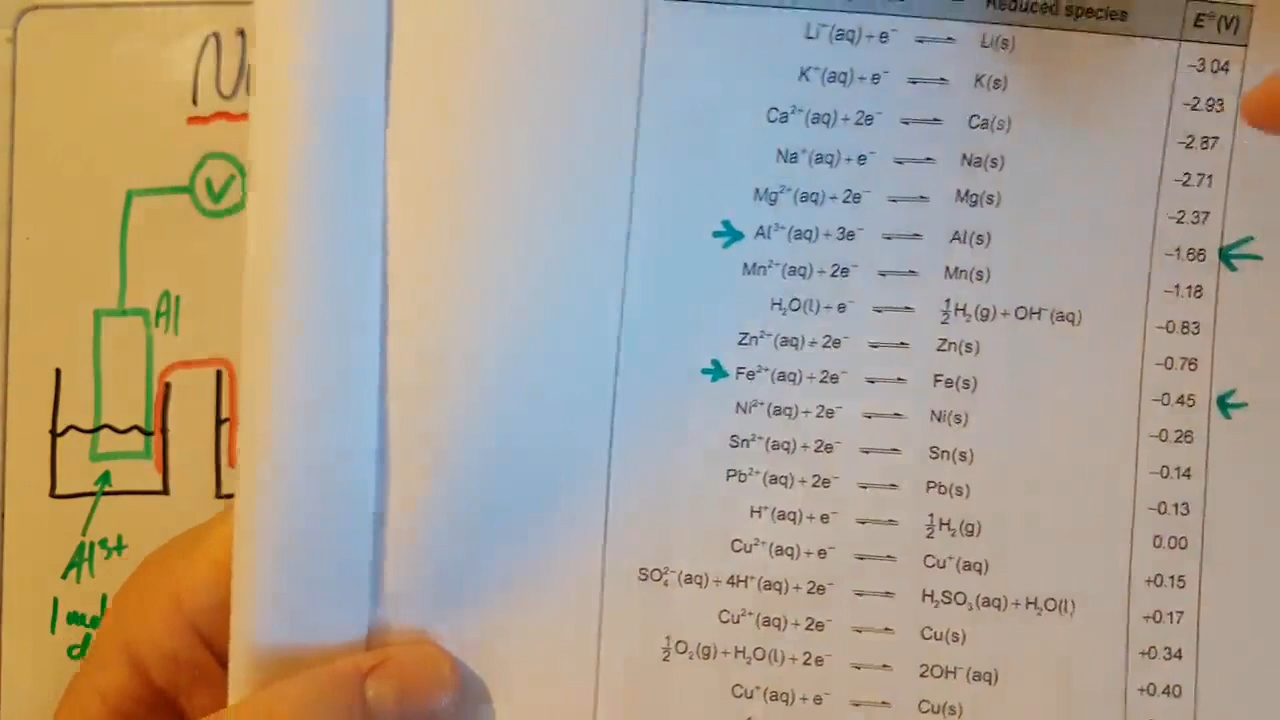 Ni
V
Al
Al³⁺
1 mol
d
Reduced species E⦵(V)
Li⁺(aq) + e⁻ ⇌ Li(s) −3.04
K⁺(aq) + e⁻ ⇌ K(s) −2.93
Ca²⁺(aq) + 2e⁻ ⇌ Ca(s) −2.87
Na⁺(aq) + e⁻ ⇌ Na(s) −2.71
Mg²⁺(aq) + 2e⁻ ⇌ Mg(s) −2.37
Al³⁺(aq) + 3e⁻ ⇌ Al(s) −1.66
Mn²⁺(aq) + 2e⁻ ⇌ Mn(s) −1.18
H₂O(l) + e⁻ ⇌ ½H₂(g) + OH⁻(aq) −0.83
Zn²⁺(aq) + 2e⁻ ⇌ Zn(s) −0.76
Fe²⁺(aq) + 2e⁻ ⇌ Fe(s) −0.45
Ni²⁺(aq) + 2e⁻ ⇌ Ni(s) −0.26
Sn²⁺(aq) + 2e⁻ ⇌ Sn(s) −0.14
Pb²⁺(aq) + 2e⁻ ⇌ Pb(s) −0.13
H⁺(aq) + e⁻ ⇌ ½H₂(g) 0.00
Cu²⁺(aq) + e⁻ ⇌ Cu⁺(aq) +0.15
SO₄²⁻(aq) + 4H⁺(aq) + 2e⁻ ⇌ H₂SO₃(aq) + H₂O(l) +0.17
Cu²⁺(aq) + 2e⁻ ⇌ Cu(s) +0.34
½O₂(g) + H₂O(l) + 2e⁻ ⇌ 2OH⁻(aq) +0.40
Cu⁺(aq) + e⁻ ⇌ Cu(s)